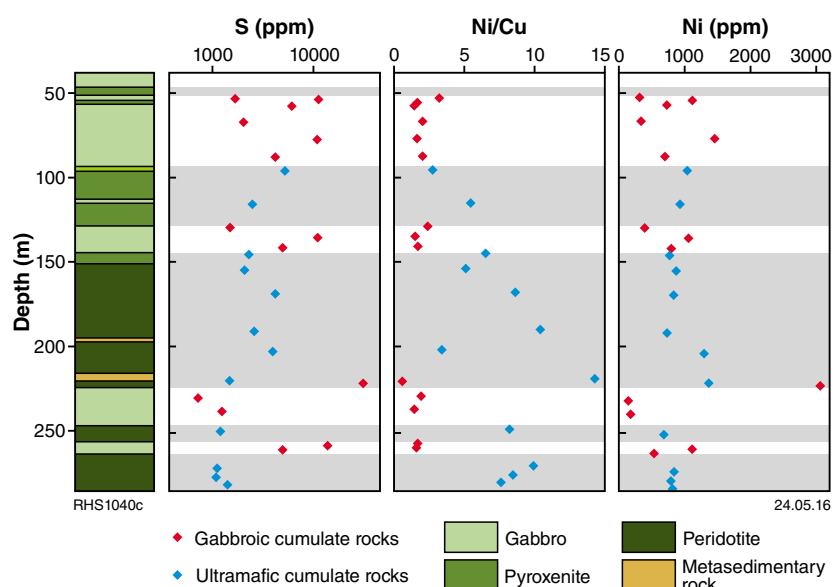 S (ppm) Ni/Cu Ni (ppm)
1000 10000 0 5 10 15 0 1000 2000 3000
Depth (m)
50
100
150
200
250
RHS1040c 24.05.16
Gabbroic cumulate rocks Gabbro Peridotite
Ultramafic cumulate rocks Pyroxenite Metasedimentary
rock